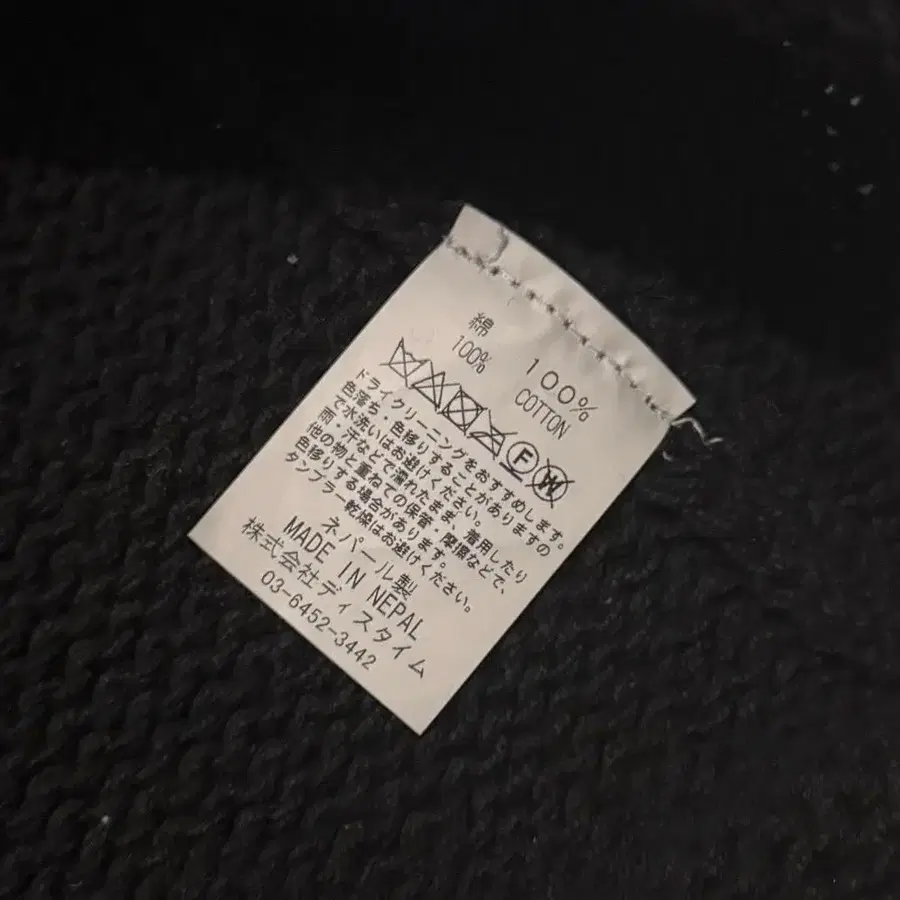 綿
100%
100%
COTTON
F
W
ドライクリーニングをおすすめします。
色落ち・色移りすることがありますの
で水洗いはお避けください。
雨・汗などで濡れたまま、着用したり
他の物と重ねての保管・摩擦などで、
色移りする場合があります。
タンブラー乾燥はお避けください。
ネパール製
MADE IN NEPAL
株式会社ディスタイム
03-6452-3442